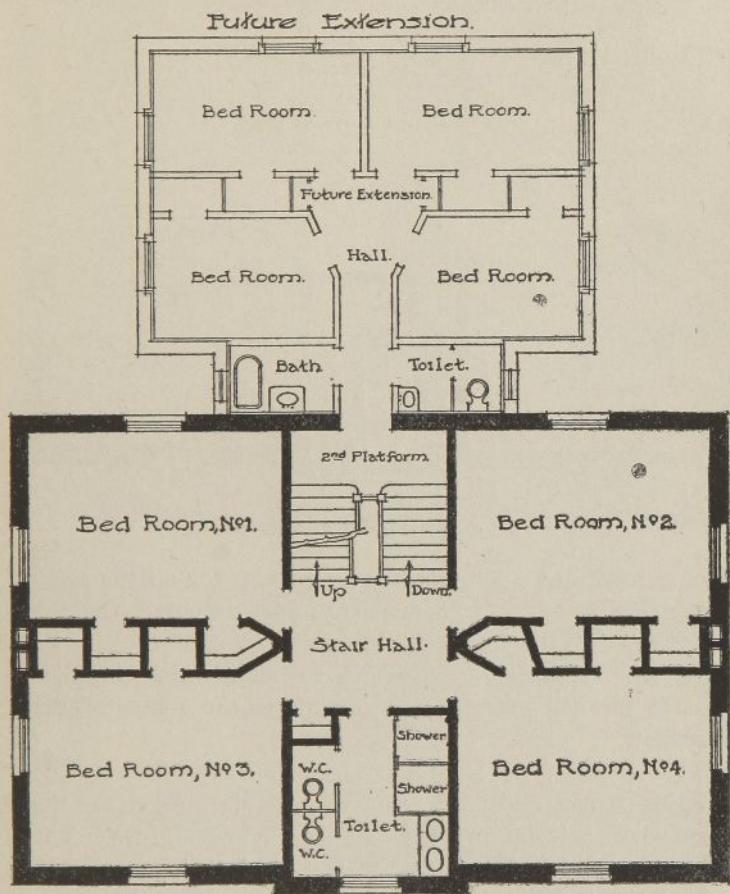 Future Extension.
Bed Room.
Bed Room.
Future Extension.
Hall.
Bed Room.
Bed Room.
Bath
Toilet.
2nd Platform.
Bed Room, No1.
Bed Room, No2.
Up
Down.
Stair Hall.
Shower
Bed Room, No3.
W.C.
Shower
Bed Room, No4.
Toilet.
W.C.